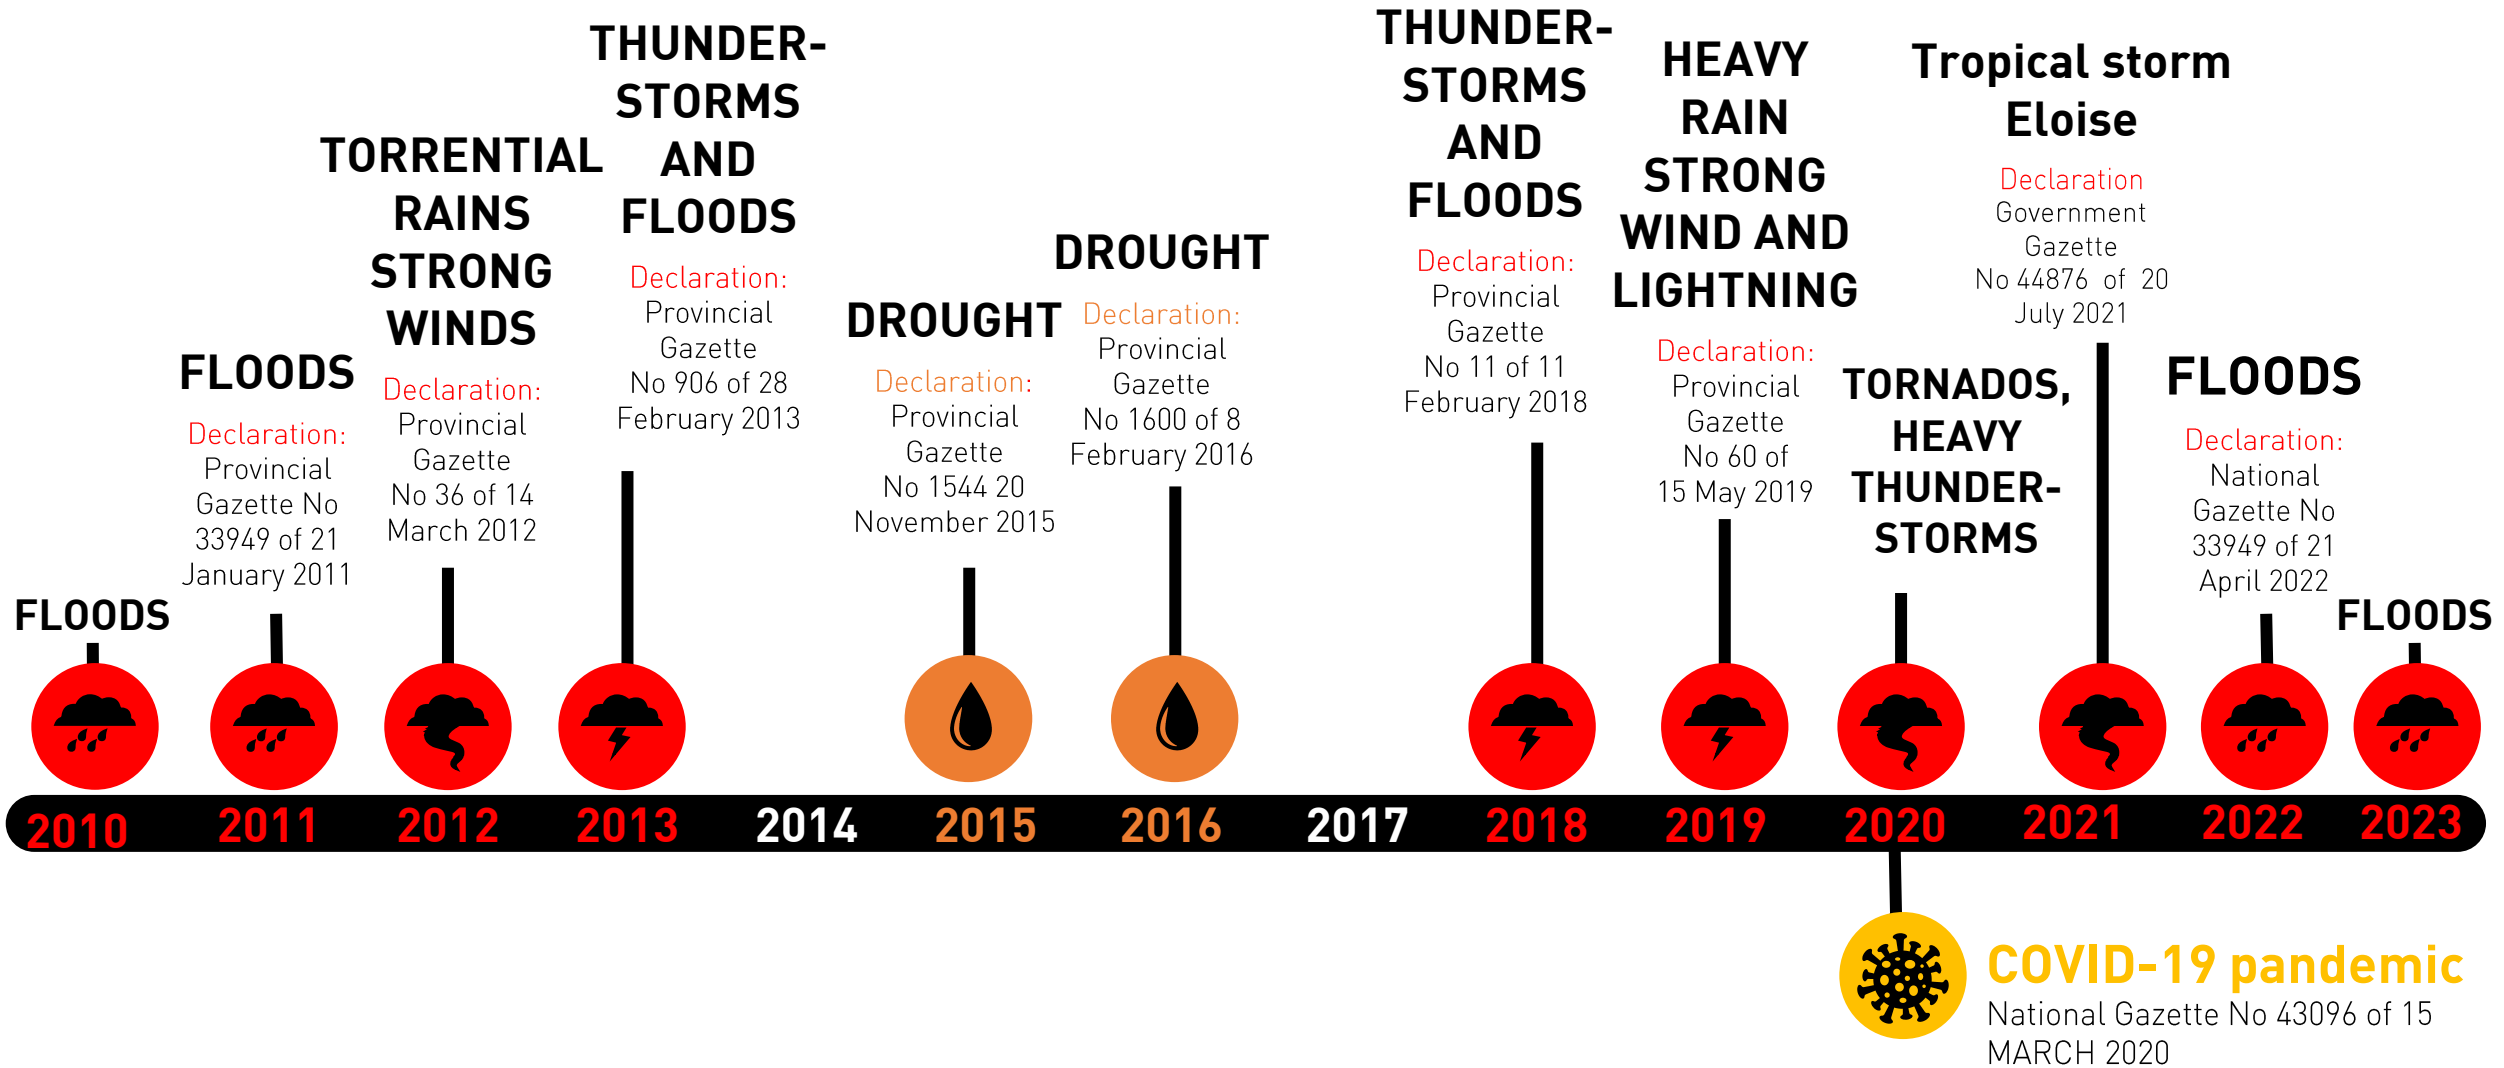 FLOODS
2010
FLOODS
Declaration:
Provincial
Gazette No
33949 of 21
January 2011
2011
TORRENTIAL
RAINS
STRONG
WINDS
Declaration:
Provincial
Gazette
No 36 of 14
March 2012
2012
THUNDER-
STORMS
AND
FLOODS
Declaration:
Provincial
Gazette
No 906 of 28
February 2013
2013
2014
DROUGHT
Declaration:
Provincial
Gazette
No 1544 20
November 2015
2015
DROUGHT
Declaration:
Provincial
Gazette
No 1600 of 8
February 2016
2016
2017
THUNDER-
STORMS
AND
FLOODS
Declaration:
Provincial
Gazette
No 11 of 11
February 2018
2018
HEAVY
RAIN
STRONG
WIND AND
LIGHTNING
Declaration:
Provincial
Gazette
No 60 of
15 May 2019
2019
TORNADOS,
HEAVY
THUNDER-
STORMS
2020
Tropical storm
Eloise
Declaration
Government
Gazette
No 44876 of 20
July 2021
2021
FLOODS
Declaration:
National
Gazette No
33949 of 21
April 2022
2022
FLOODS
2023
COVID-19 pandemic
National Gazette No 43096 of 15
MARCH 2020